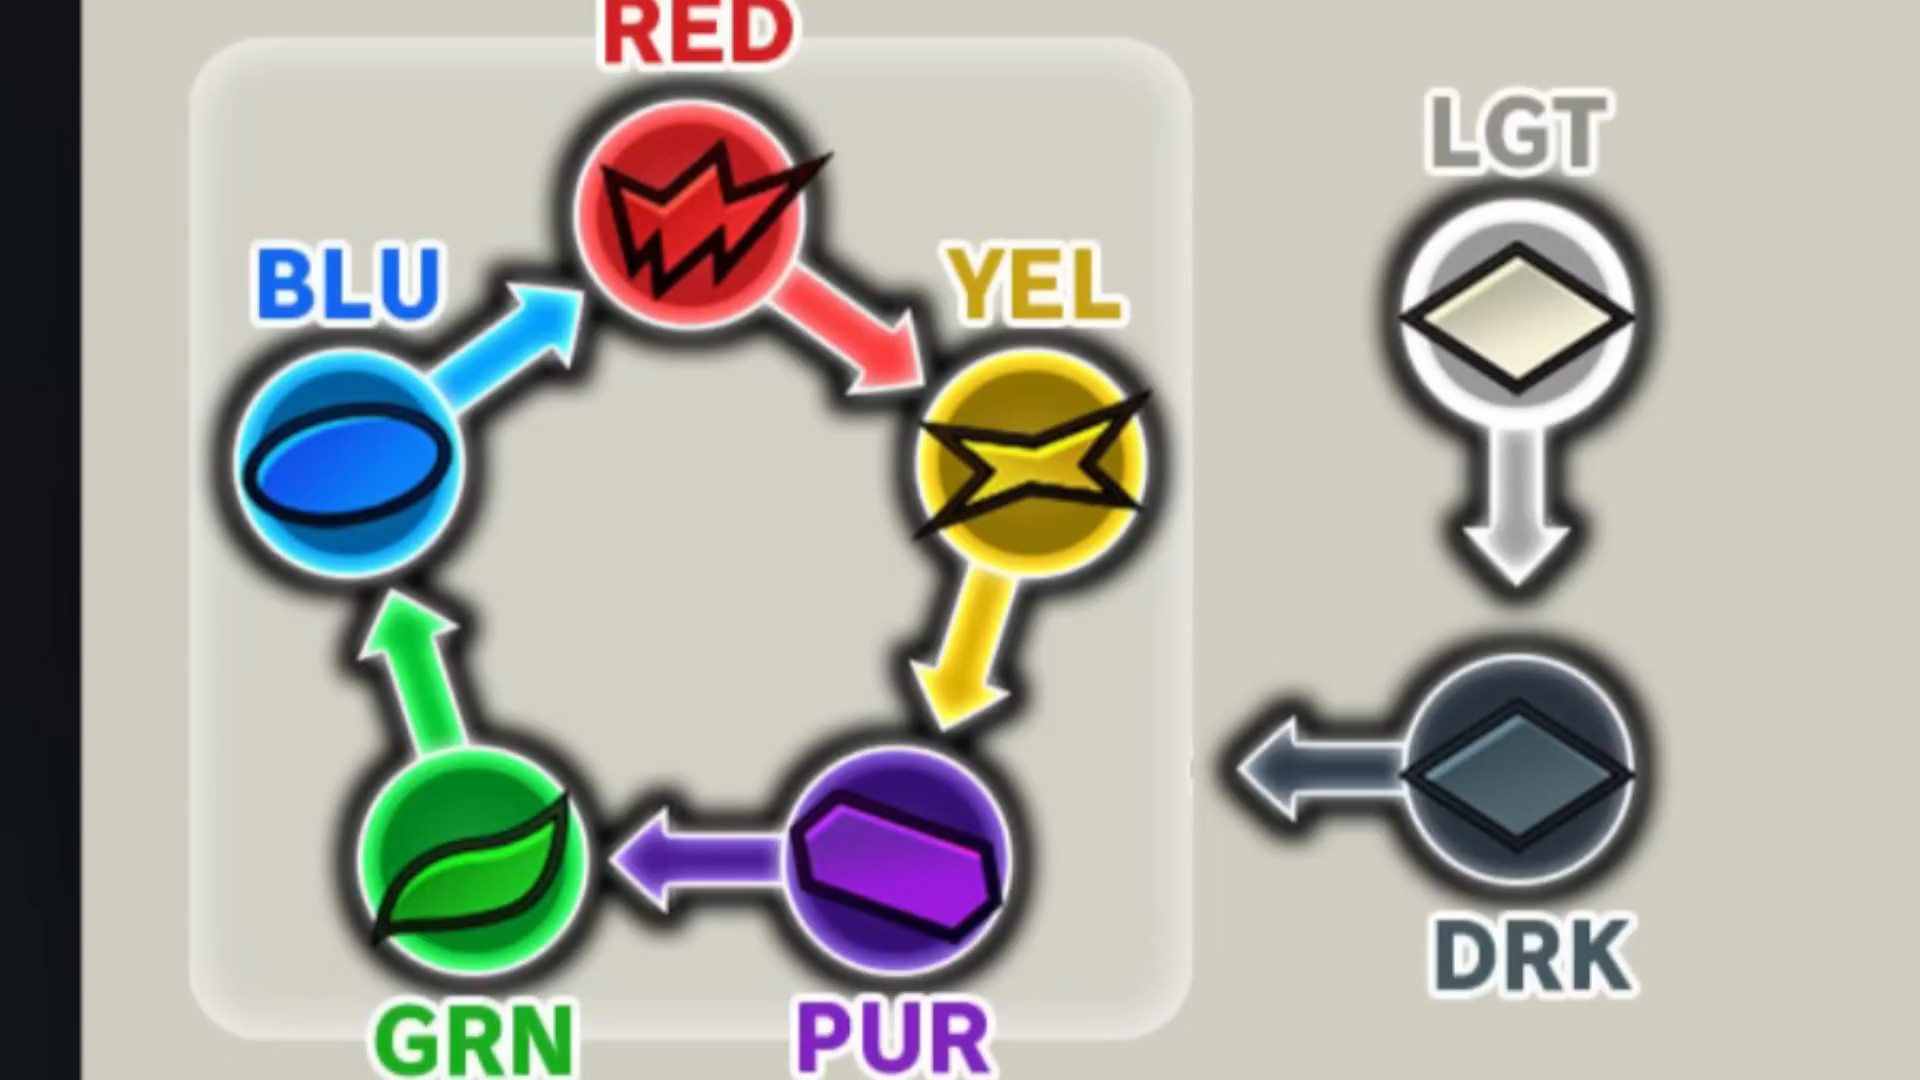 RED
LGT
BLU
YEL
DRK
GRN
PUR